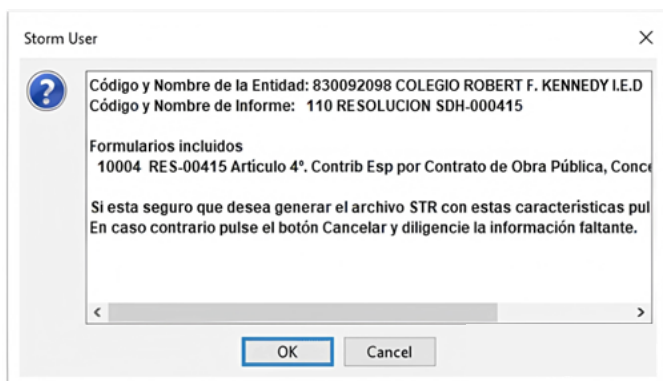 Storm User
Código y Nombre de la Entidad: 830092098 COLEGIO ROBERT F. KENNEDY I.E.D
Código y Nombre de Informe: 110 RESOLUCION SDH-000415
Formularios incluidos
10004 RES-00415 Artículo 4º. Contrib Esp por Contrato de Obra Pública, Conce
Si esta seguro que desea generar el archivo STR con estas caracteristicas pul
En caso contrario pulse el botón Cancelar y diligencie la información faltante.
OK
Cancel